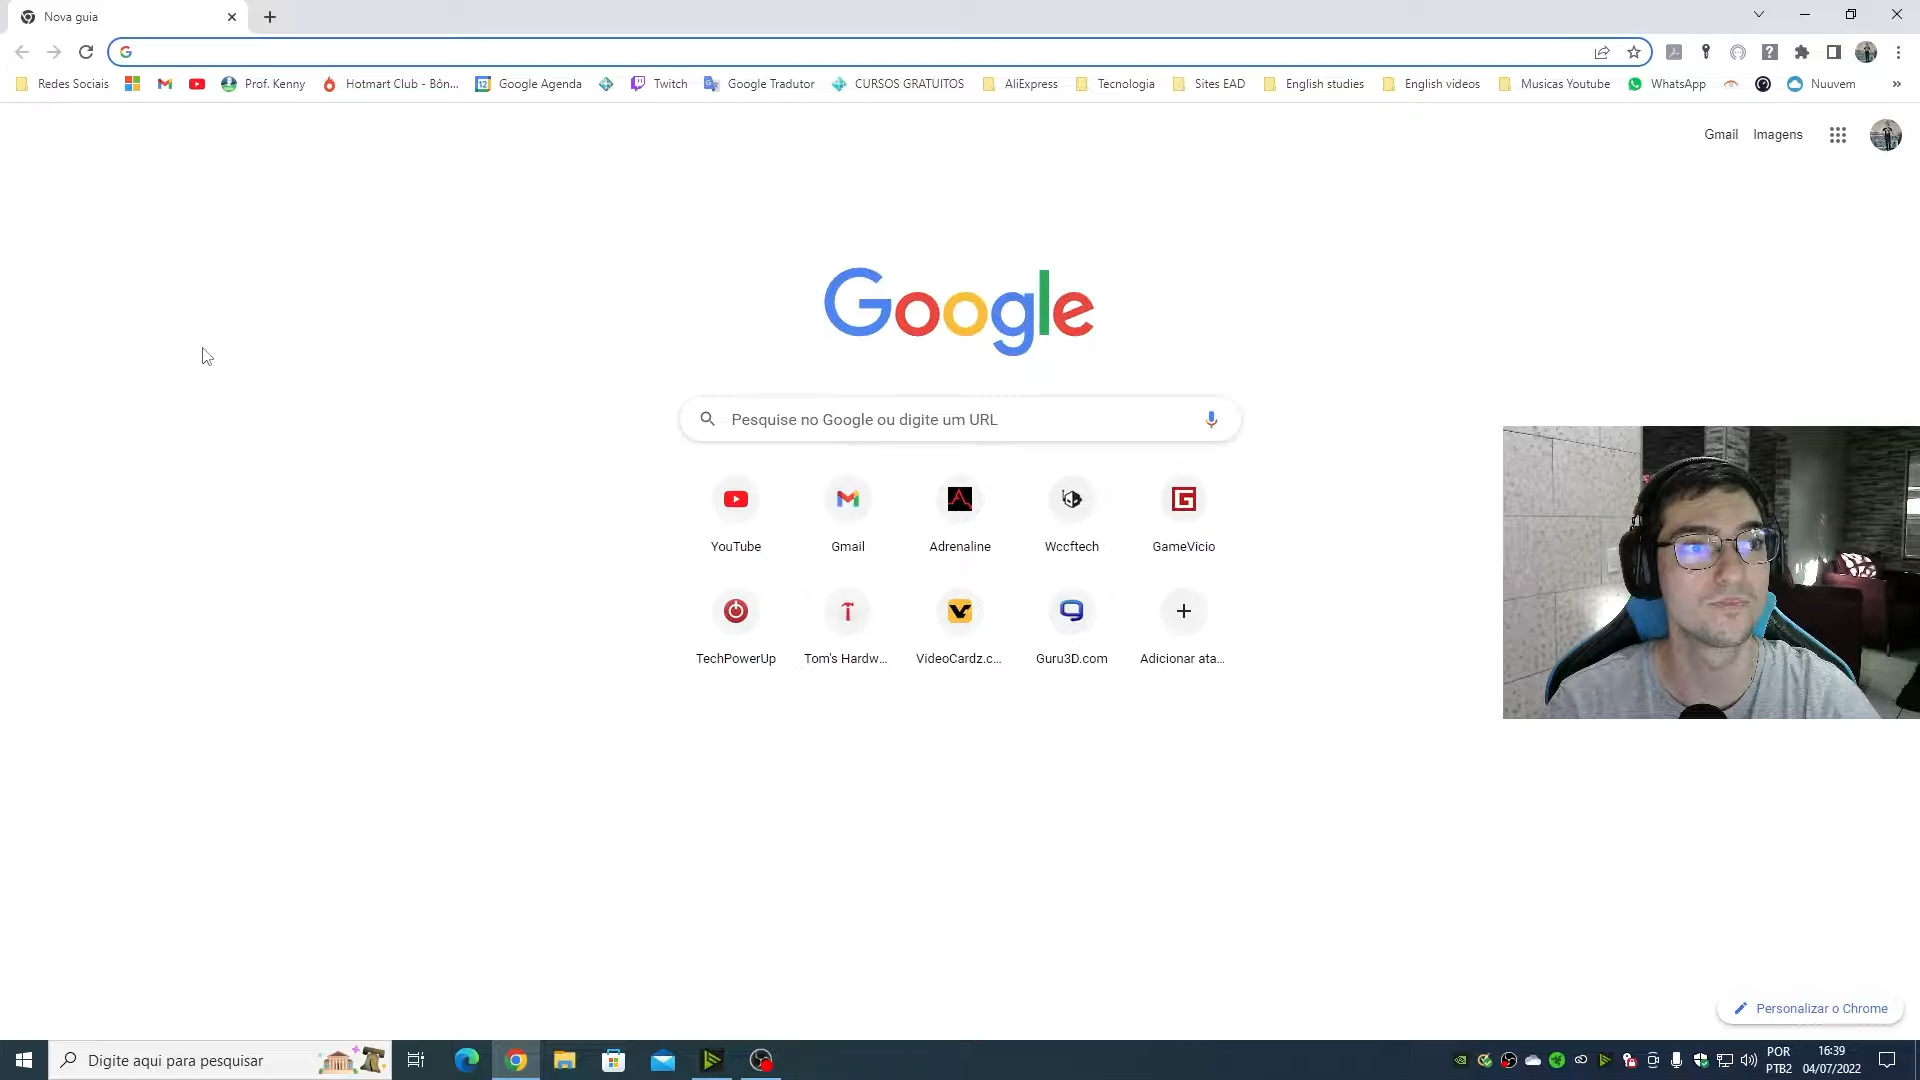 Nova guia
Redes Sociais Prof. Kenny Hotmart Club - Bôn... 12 Google Agenda Twitch Google Tradutor CURSOS GRATUITOS AliExpress Tecnologia Sites EAD English studies English videos Musicas Youtube WhatsApp Nuuvem »
Gmail Imagens
Google
Pesquise no Google ou digite um URL
YouTube Gmail Adrenaline Wccftech GameVicio
TechPowerUp Tom's Hardw... VideoCardz.c... Guru3D.com Adicionar ata...
Personalizar o Chrome
Digite aqui para pesquisar
POR 16:39
PTB2 04/07/2022